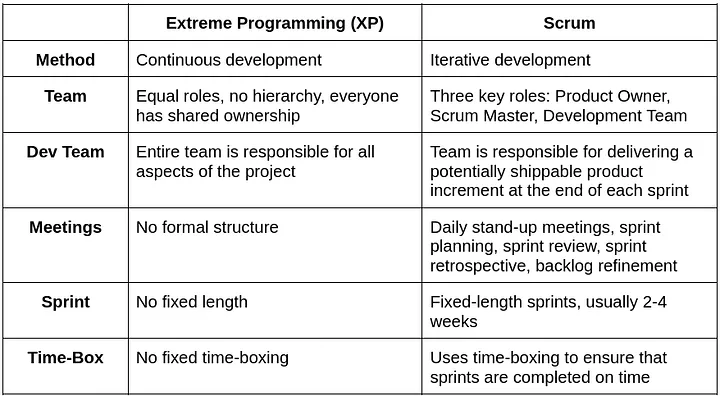 Extreme Programming (XP) Scrum
Method Continuous development Iterative development
Team Equal roles, no hierarchy, everyone Three key roles: Product Owner,
has shared ownership Scrum Master, Development Team
Dev Team Entire team is responsible for all Team is responsible for delivering a
aspects of the project potentially shippable product
increment at the end of each sprint
Meetings No formal structure Daily stand-up meetings, sprint
planning, sprint review, sprint
retrospective, backlog refinement
Sprint No fixed length Fixed-length sprints, usually 2-4
weeks
Time-Box No fixed time-boxing Uses time-boxing to ensure that
sprints are completed on time